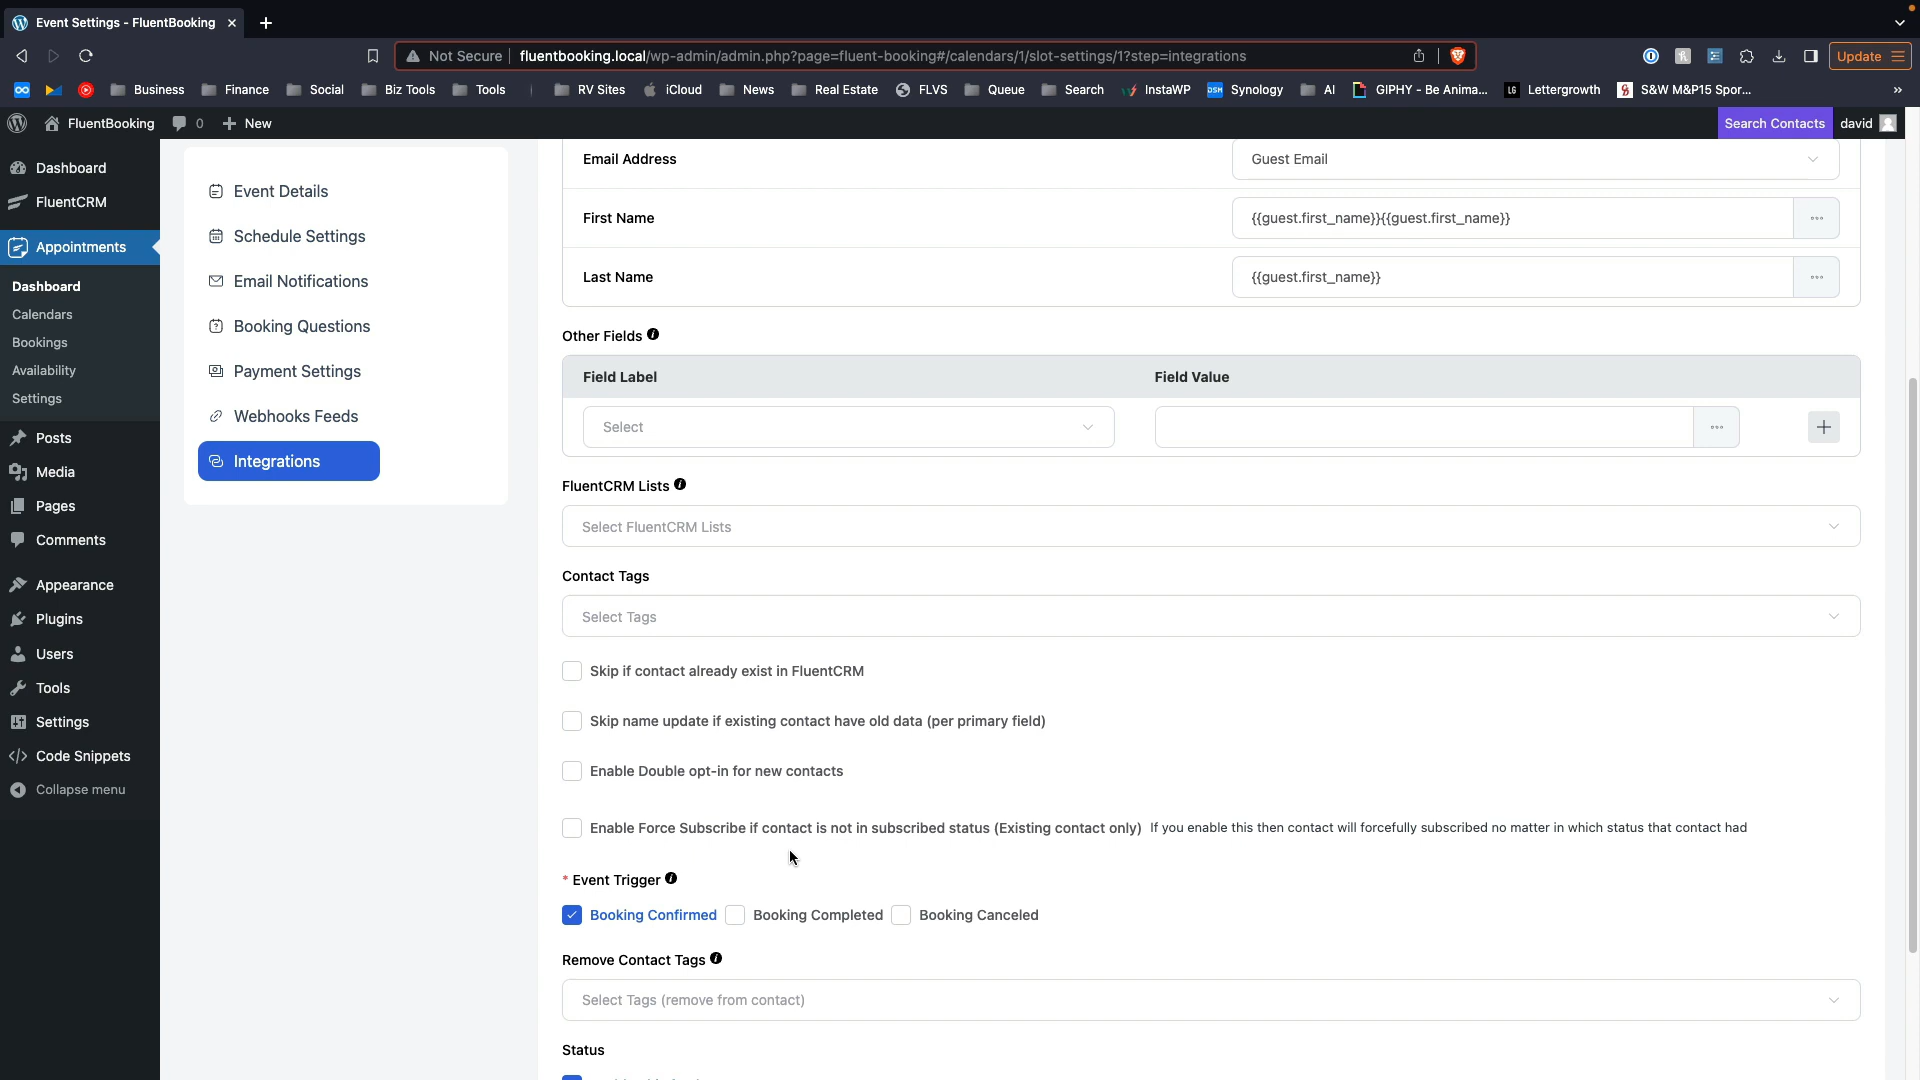 Event Settings - FluentBooking
Not Secure fluentbooking.local/wp-admin/admin.php?page=fluent-booking#/calendars/1/slot-settings/1?step=integrations
Update
Business Finance Social Biz Tools Tools RV Sites iCloud News Real Estate FLVS Queue Search InstaWP DSM Synology AI GIPHY - Be Anima... LG Lettergrowth S&W M&P15 Spor...
FluentBooking 0 New Search Contacts david
Dashboard
FluentCRM
Appointments
Dashboard
Calendars
Bookings
Availability
Settings
Posts
Media
Pages
Comments
Appearance
Plugins
Users
Tools
Settings
Code Snippets
Collapse menu
Event Details
Schedule Settings
Email Notifications
Booking Questions
Payment Settings
Webhooks Feeds
Integrations
Email Address Guest Email
First Name {{guest.first_name}}{{guest.first_name}}
Last Name {{guest.first_name}}
Other Fields
Field Label Field Value
Select
FluentCRM Lists
Select FluentCRM Lists
Contact Tags
Select Tags
Skip if contact already exist in FluentCRM
Skip name update if existing contact have old data (per primary field)
Enable Double opt-in for new contacts
Enable Force Subscribe if contact is not in subscribed status (Existing contact only) If you enable this then contact will forcefully subscribed no matter in which status that contact had
* Event Trigger
Booking Confirmed Booking Completed Booking Canceled
Remove Contact Tags
Select Tags (remove from contact)
Status